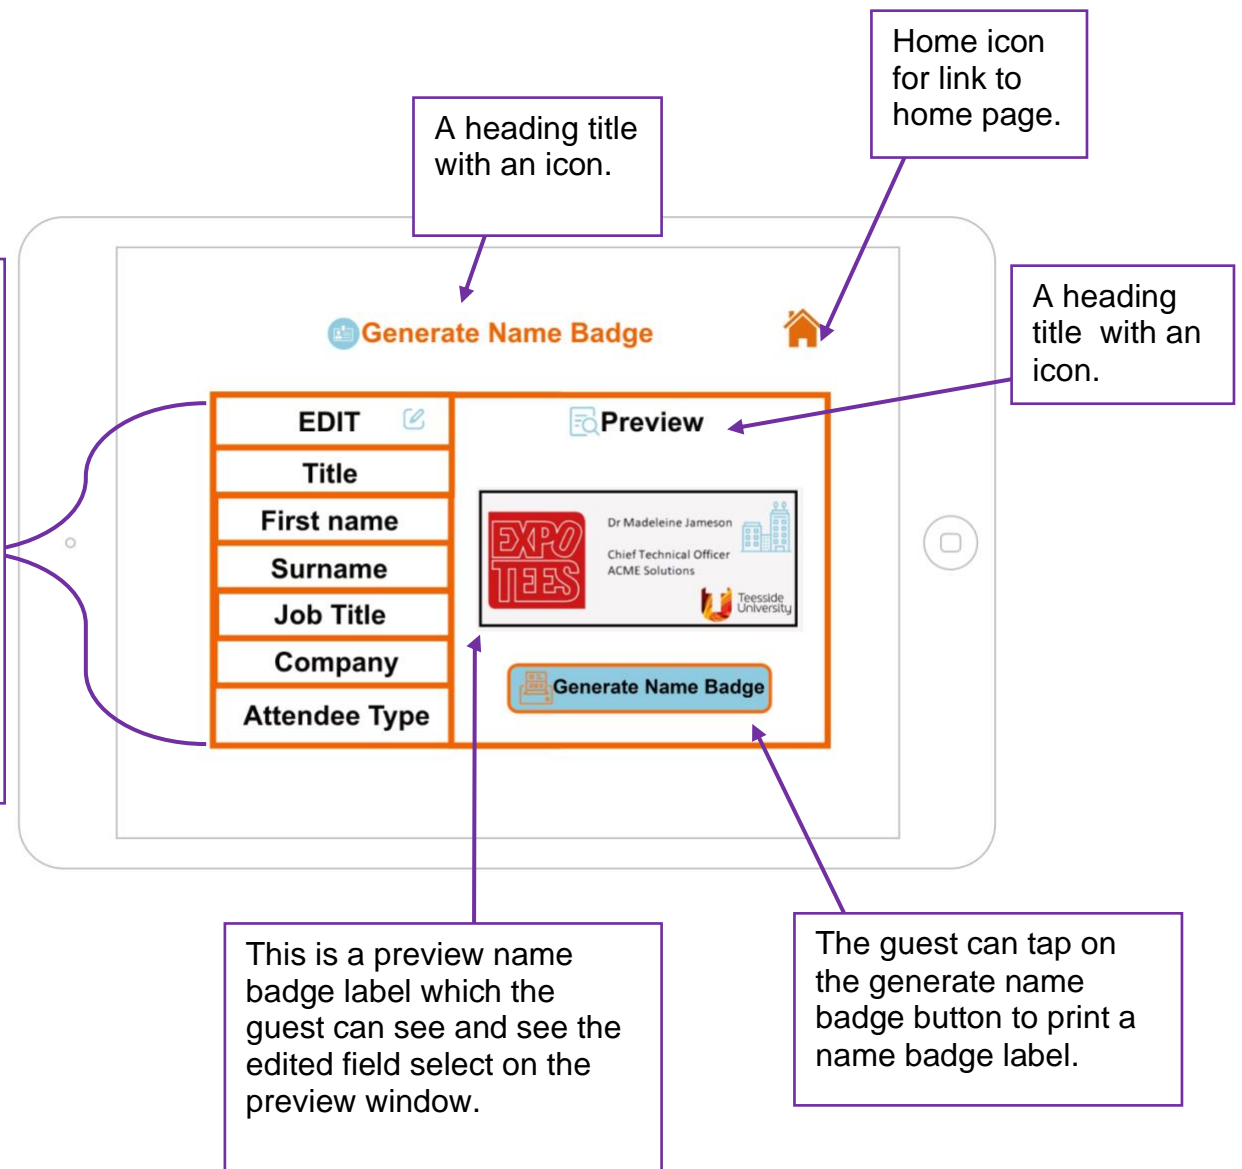 Home icon
for link to
home page.
A heading title
with an icon.
A heading
title with an
icon.
Generate Name Badge
EDIT
Title
First name
Surname
Job Title
Company
Attendee Type
Preview
EXPO
TEES
Dr Madeleine Jameson
Chief Technical Officer
ACME Solutions
Teesside
University
Generate Name Badge
This is a preview name
badge label which the
guest can see and see the
edited field select on the
preview window.
The guest can tap on
the generate name
badge button to print a
name badge label.